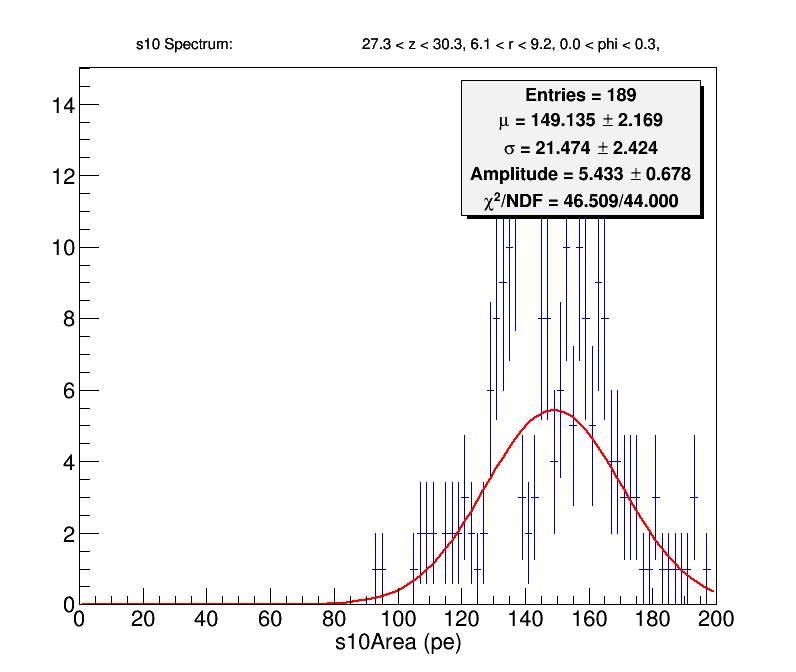 s10 Spectrum: 27.3 < z < 30.3, 6.1 < r < 9.2, 0.0 < phi < 0.3,
Entries = 189
μ = 149.135 ± 2.169
σ = 21.474 ± 2.424
Amplitude = 5.433 ± 0.678
χ²/NDF = 46.509/44.000
14
12
10
8
6
4
2
0
0 20 40 60 80 100 120 140 160 180 200
s10Area (pe)